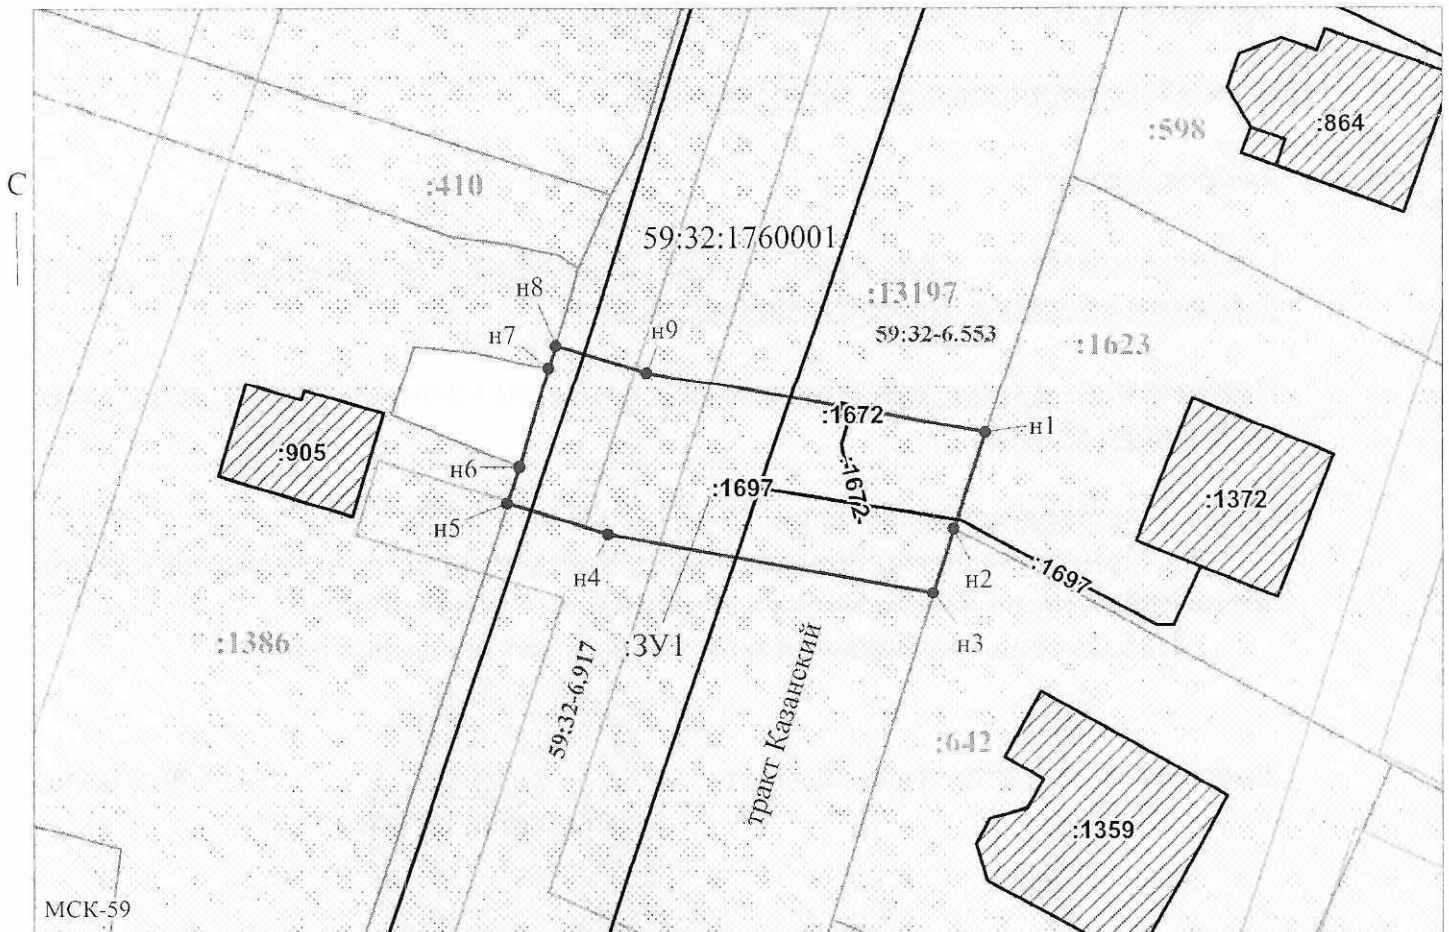 :864
:598
С
:410
59:32:1760001
:13197
59:32-6.553
:1623
н8
н7
н9
:1672
н1
:905
н6
:1672
:1697
:1372
н5
н4
н2
:1697
н3
:ЗУ1
:1386
59:32-6.917
тракт Казанский
:642
:1359
МСК-59